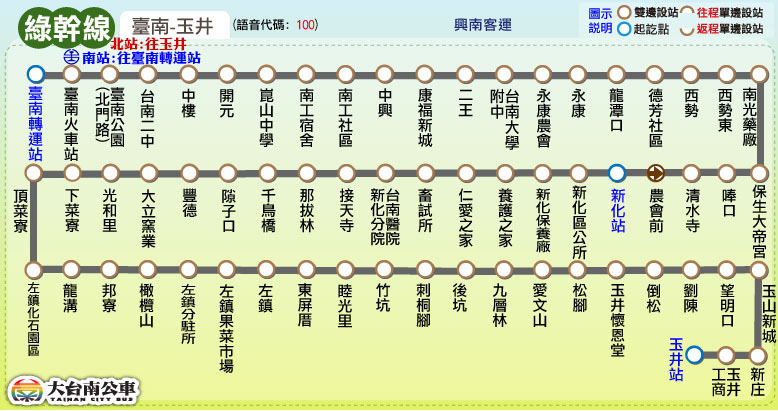 綠幹線
臺南-玉井
(語音代碼: 100)
興南客運
圖示說明
雙邊設站
往程單邊設站
起訖點
返程單邊設站
北站:往玉井
南站:往臺南轉運站
臺南轉運站
臺南火車站
臺南公園(北門路)
台南二中
中樓
開元
崑山中學
南工宿舍
南工社區
中興
康福新城
二王
台南大學附中
永康農會
永康
龍潭口
德芳社區
西勢
西勢東
南光藥廠
頂菜寮
下菜寮
光和里
大立窯業
豐德
隙子口
千鳥橋
那拔林
接天寺
台南醫院新化分院
畜試所
仁愛之家
養護之家
新化保養廠
新化區公所
新化站
農會前
清水寺
嗱口
保生大帝宮
左鎮化石園區
龍溝
邦寮
橄欖山
左鎮分駐所
左鎮果菜市場
左鎮
東屏厝
睦光里
竹坑
刺桐腳
後坑
九層林
愛文山
松腳
玉井懷恩堂
倒松
劉陳
望明口
玉山新城
玉井站
玉井工商
新庄
大台南公車
TAINAN CITY BUS